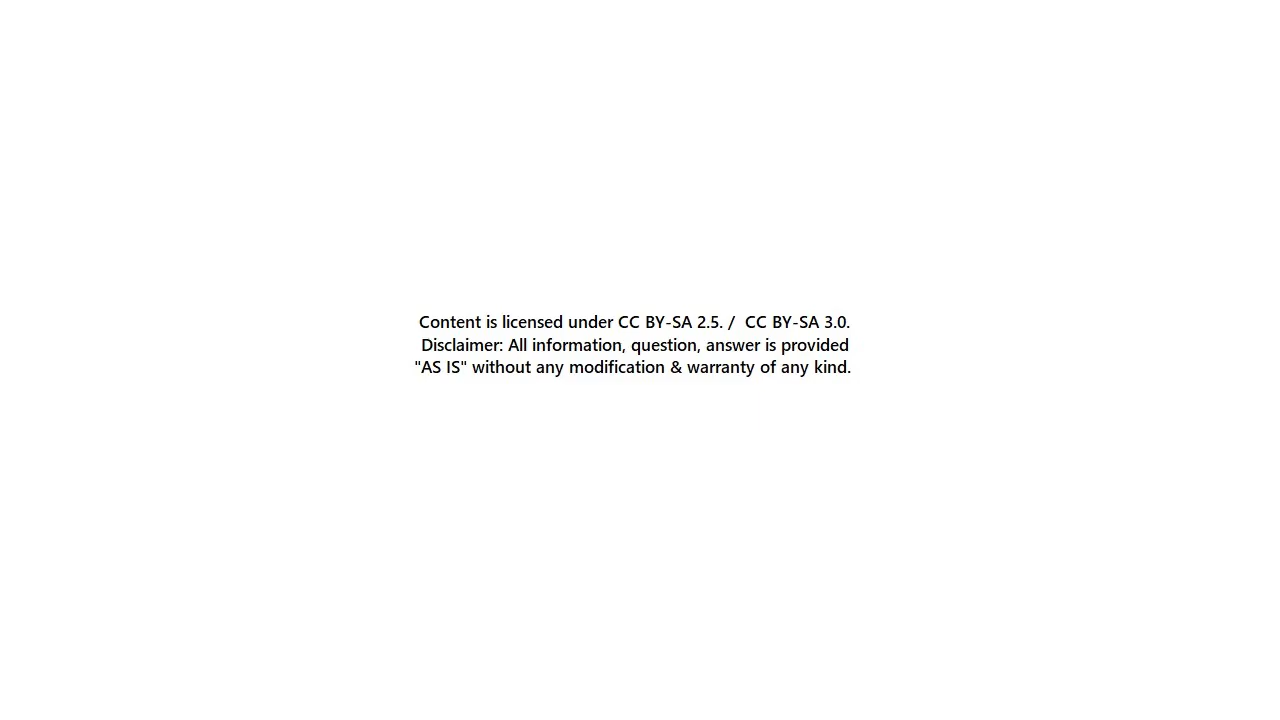 Content is licensed under CC BY-SA 2.5. /  CC BY-SA 3.0.
Disclaimer: All information, question, answer is provided
"AS IS" without any modification & warranty of any kind.